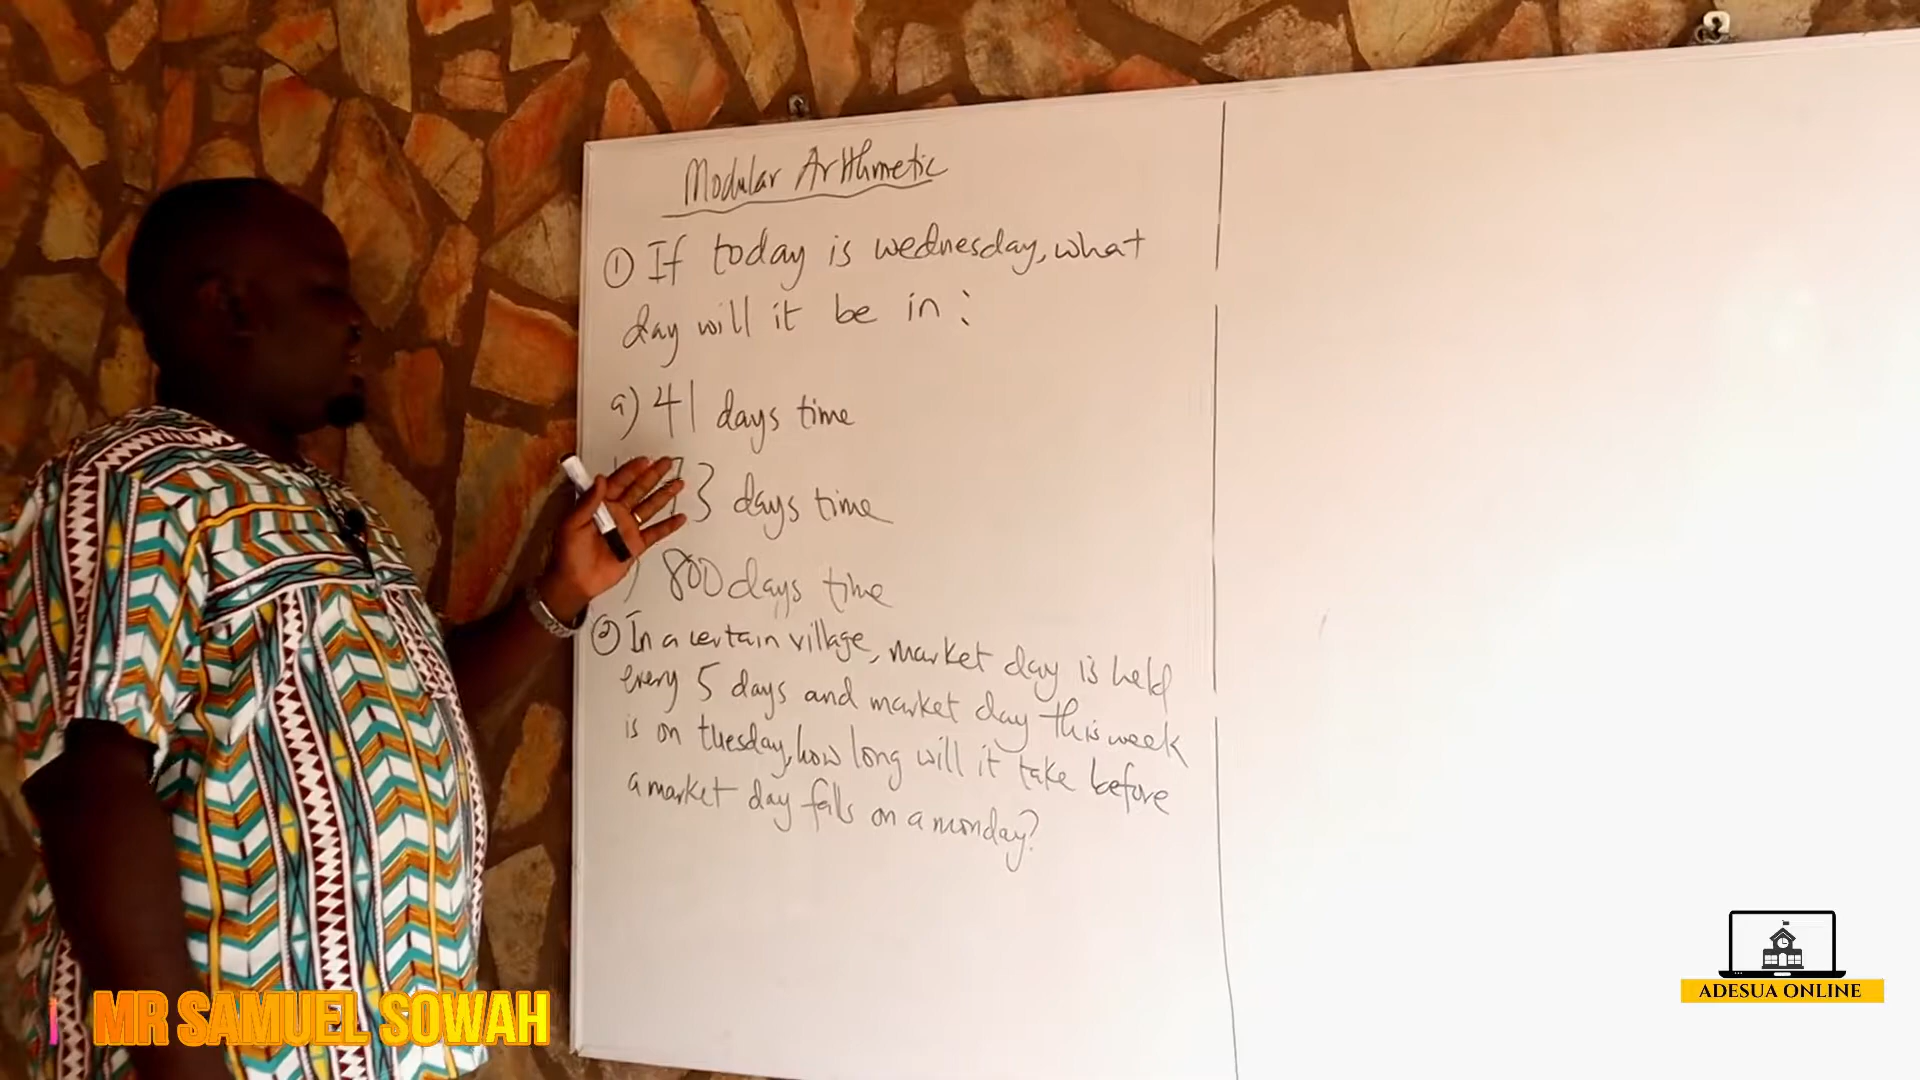 Modular Arithmetic
① If today is wednesday, what
day will it be in :
a) 41 days time
73 days time
) 800 days time
② In a certain village, market day is held
every 5 days and market day this week
is on tuesday, how long will it take before
a market day falls on a monday?
MR SAMUEL SOWAH
ADESUA ONLINE